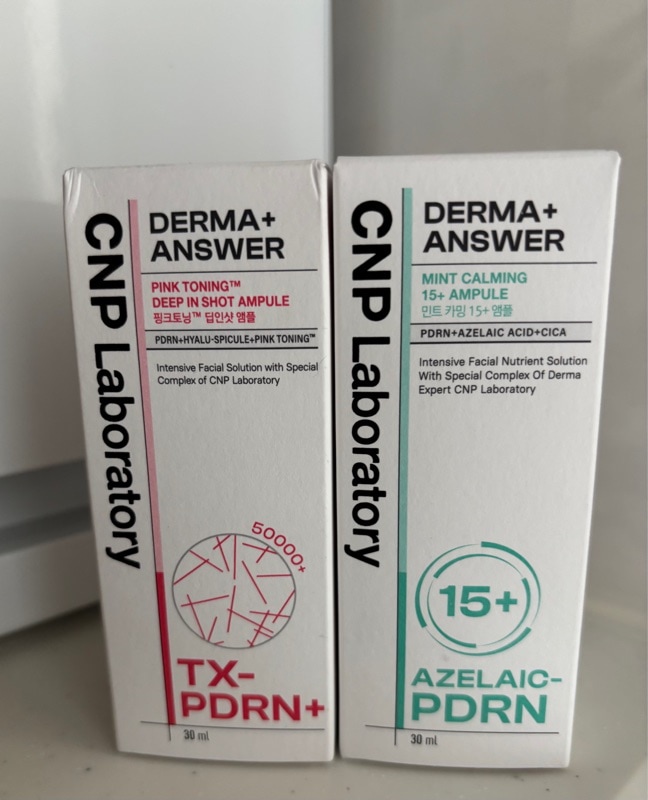 CNP Laboratory
DERMA+
ANSWER
PINK TONING™
DEEP IN SHOT AMPULE
핑크토닝™ 딥인샷 앰플
PDRN+HYALU-SPICULE+PINK TONING™
Intensive Facial Solution with Special
Complex of CNP Laboratory
50000+
TX-
PDRN+
30 ml
CNP Laboratory
DERMA+
ANSWER
MINT CALMING
15+ AMPULE
민트 카밍 15+ 앰플
PDRN+AZELAIC ACID+CICA
Intensive Facial Nutrient Solution
With Special Complex Of Derma
Expert CNP Laboratory
15+
AZELAIC-
PDRN
30 ml